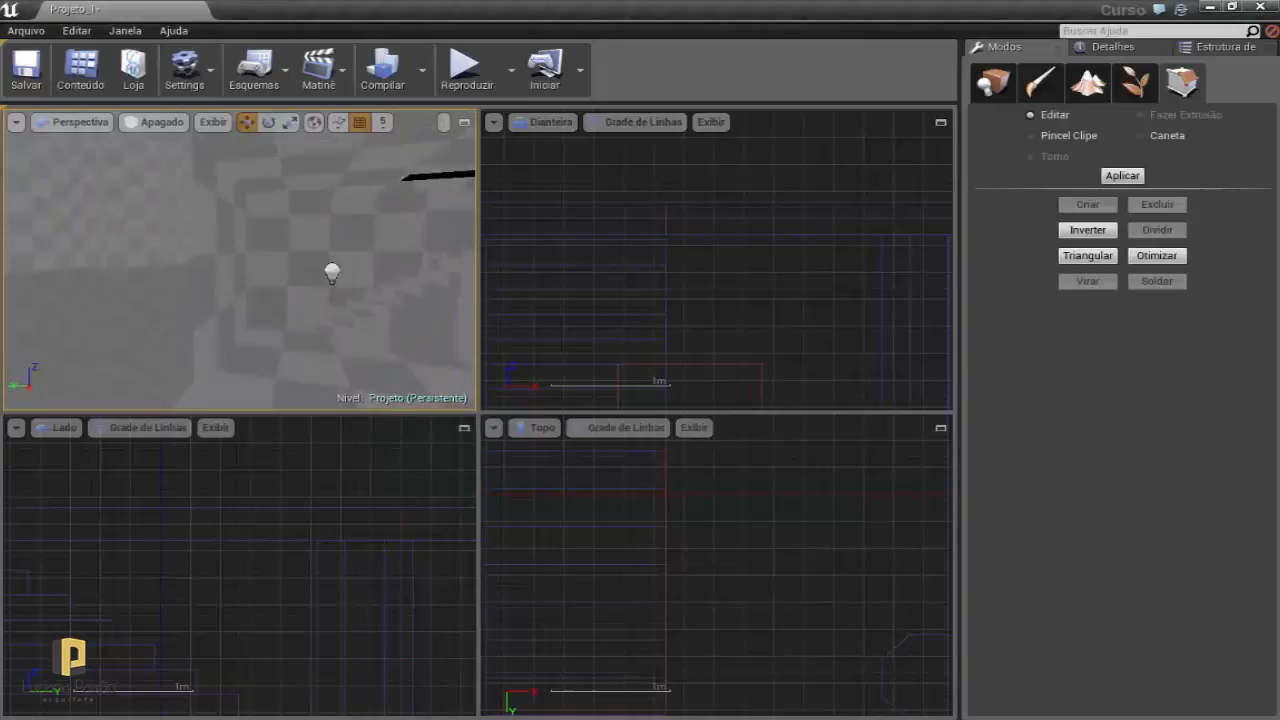 Projeto_1*
Curso
Arquivo Editar Janela Ajuda
Buscar Ajuda
Salvar Conteúdo Loja Settings Esquemas Matinê Compilar Reproduzir Iniciar
Modos Detalhes Estrutura de
Perspectiva Apagado Exibir 5
Dianteira Grade de Linhas Exibir
Editar Fazer Extrusão
Pincel Clipe Caneta
Torno
Aplicar
Criar Excluir
Inverter Dividir
Triangular Otimizar
Virar Soldar
Z
1m
Nível: Projeto (Persistente)
Lado Grade de Linhas Exibir
Topo Grade de Linhas Exibir
1m
1m
arquiteto
Y